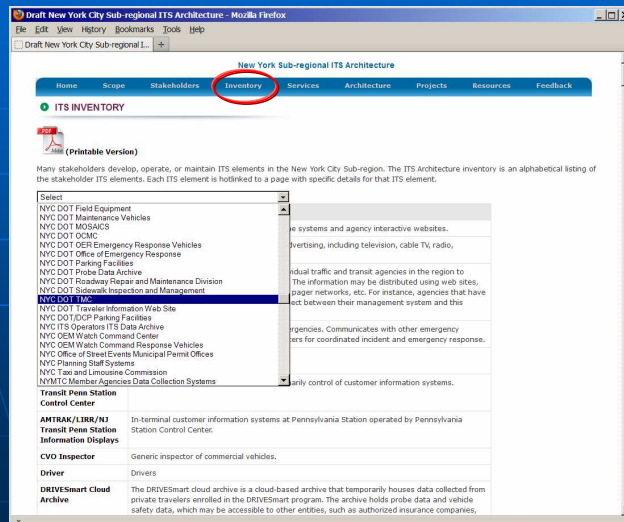 Draft New York City Sub-regional ITS Architecture - Mozilla Firefox
File Edit View History Bookmarks Tools Help
Draft New York City Sub-regional I... +
New York Sub-regional ITS Architecture
Home Scope Stakeholders Inventory Services Architecture Projects Resources Feedback
ITS INVENTORY
PDF
Adobe
(Printable Version)
Many stakeholders develop, operate, or maintain ITS elements in the New York City Sub-region. The ITS Architecture inventory is an alphabetical listing of
the stakeholder ITS elements. Each ITS element is hotlinked to a page with specific details for that ITS element.
Select
NYC DOT Field Equipment
NYC DOT Maintenance Vehicles
NYC DOT MOSAICS
NYC DOT OCMC
e systems and agency interactive websites.
NYC DOT OER Emergency Response Vehicles
NYC DOT Office of Emergency Response
dvertising, including television, cable TV, radio,
NYC DOT Parking Facilities
NYC DOT Probe Data Archive
vidual traffic and transit agencies in the region to
NYC DOT Roadway Repair and Maintenance Division
The information may be distributed using web sites,
NYC DOT Sidewalk Inspection and Management
pager networks, etc. For instance, agencies that have
NYC DOT TMC
ect between their management system and this
NYC DOT Traveler Information Web Site
NYC DOT/DCP Parking Facilities
NYC ITS Operators ITS Data Archive
ergencies. Communicates with other emergency
NYC OEM Watch Command Center
ters for coordinated incident and emergency response.
NYC OEM Watch Command Response Vehicles
NYC Office of Street Events Municipal Permit Offices
NYC Planning Staff Systems
NYC Taxi and Limousine Commission
NYMTC Member Agencies Data Collection Systems
arily control of customer information systems.
Transit Penn Station
Control Center
AMTRAK/LIRR/NJ
Transit Penn Station
Information Displays
In-terminal customer information systems at Pennsylvania Station operated by Pennsylvania
Station Control Center.
CVO Inspector
Generic inspector of commercial vehicles.
Driver
Drivers
DRIVESmart Cloud
Archive
The DRIVESmart cloud archive is a cloud-based archive that temporarily houses data collected from
private travelers enrolled in the DRIVESmart program. The archive holds probe data and vehicle
safety data, which may be accessible to other entities, such as authorized insurance companies,